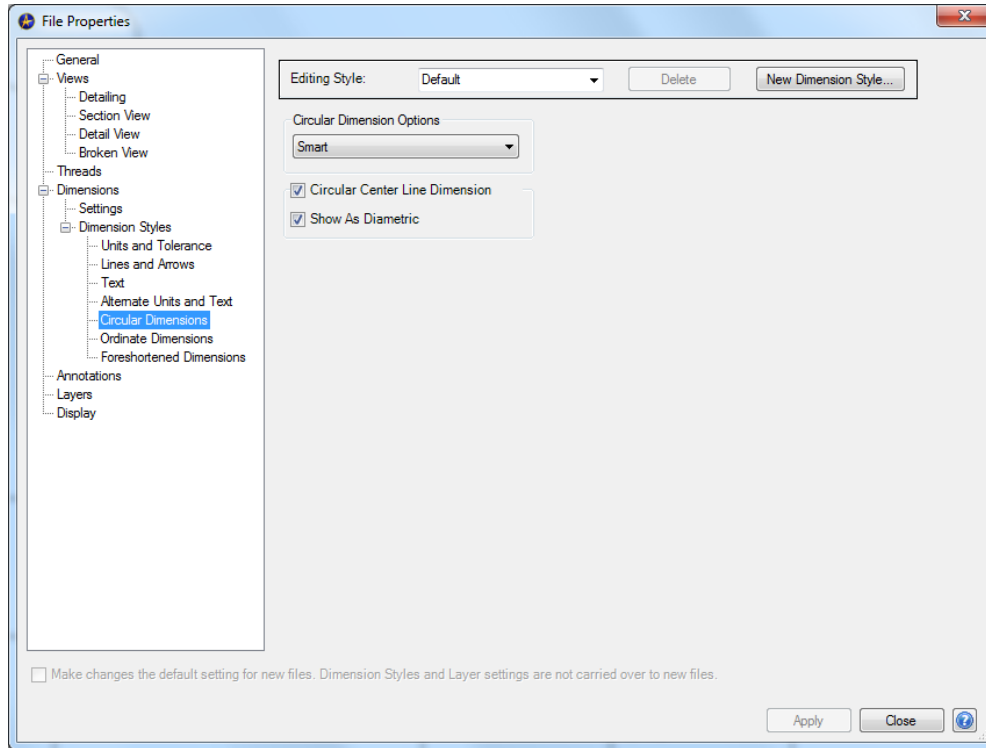 File Properties
General
Views
Detailing
Section View
Detail View
Broken View
Threads
Dimensions
Settings
Dimension Styles
Units and Tolerance
Lines and Arrows
Text
Alternate Units and Text
Circular Dimensions
Ordinate Dimensions
Foreshortened Dimensions
Annotations
Layers
Display
Editing Style: Default Delete New Dimension Style...
Circular Dimension Options
Smart
Circular Center Line Dimension
Show As Diametric
Make changes the default setting for new files. Dimension Styles and Layer settings are not carried over to new files.
Apply Close